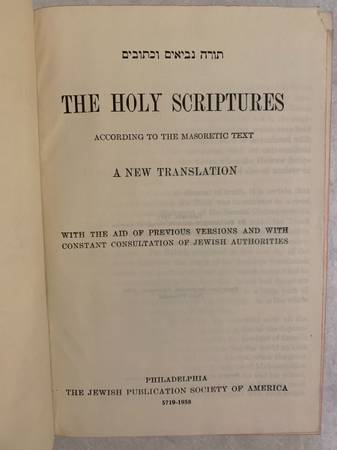 תורה נביאים וכתובים
THE HOLY SCRIPTURES
ACCORDING TO THE MASORETIC TEXT
A NEW TRANSLATION
WITH THE AID OF PREVIOUS VERSIONS AND WITH
CONSTANT CONSULTATION OF JEWISH AUTHORITIES
PHILADELPHIA
THE JEWISH PUBLICATION SOCIETY OF AMERICA
5719-1958